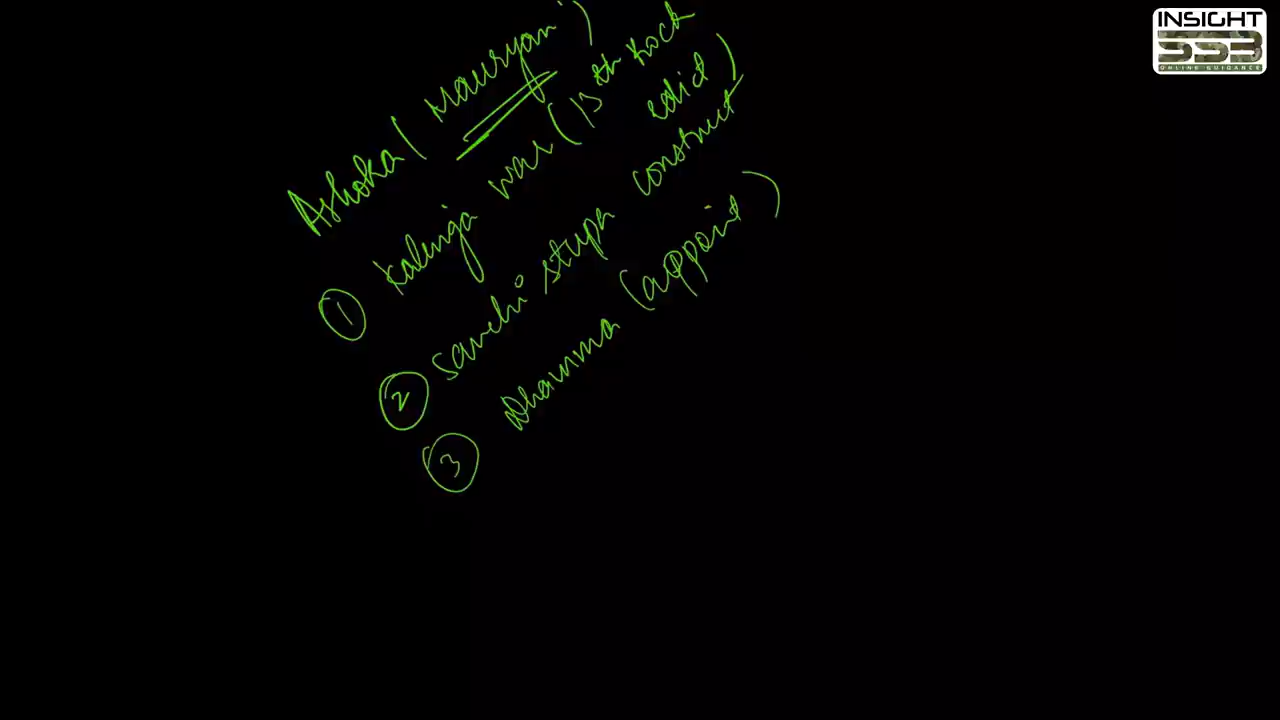 INSIGHT
SSB
ONLINE GUIDANCE
Ashoka (Mauryan)
① Kalinga war (13th Rock edict)
② Sanchi stupa construct
③ Dhamma (appoint)